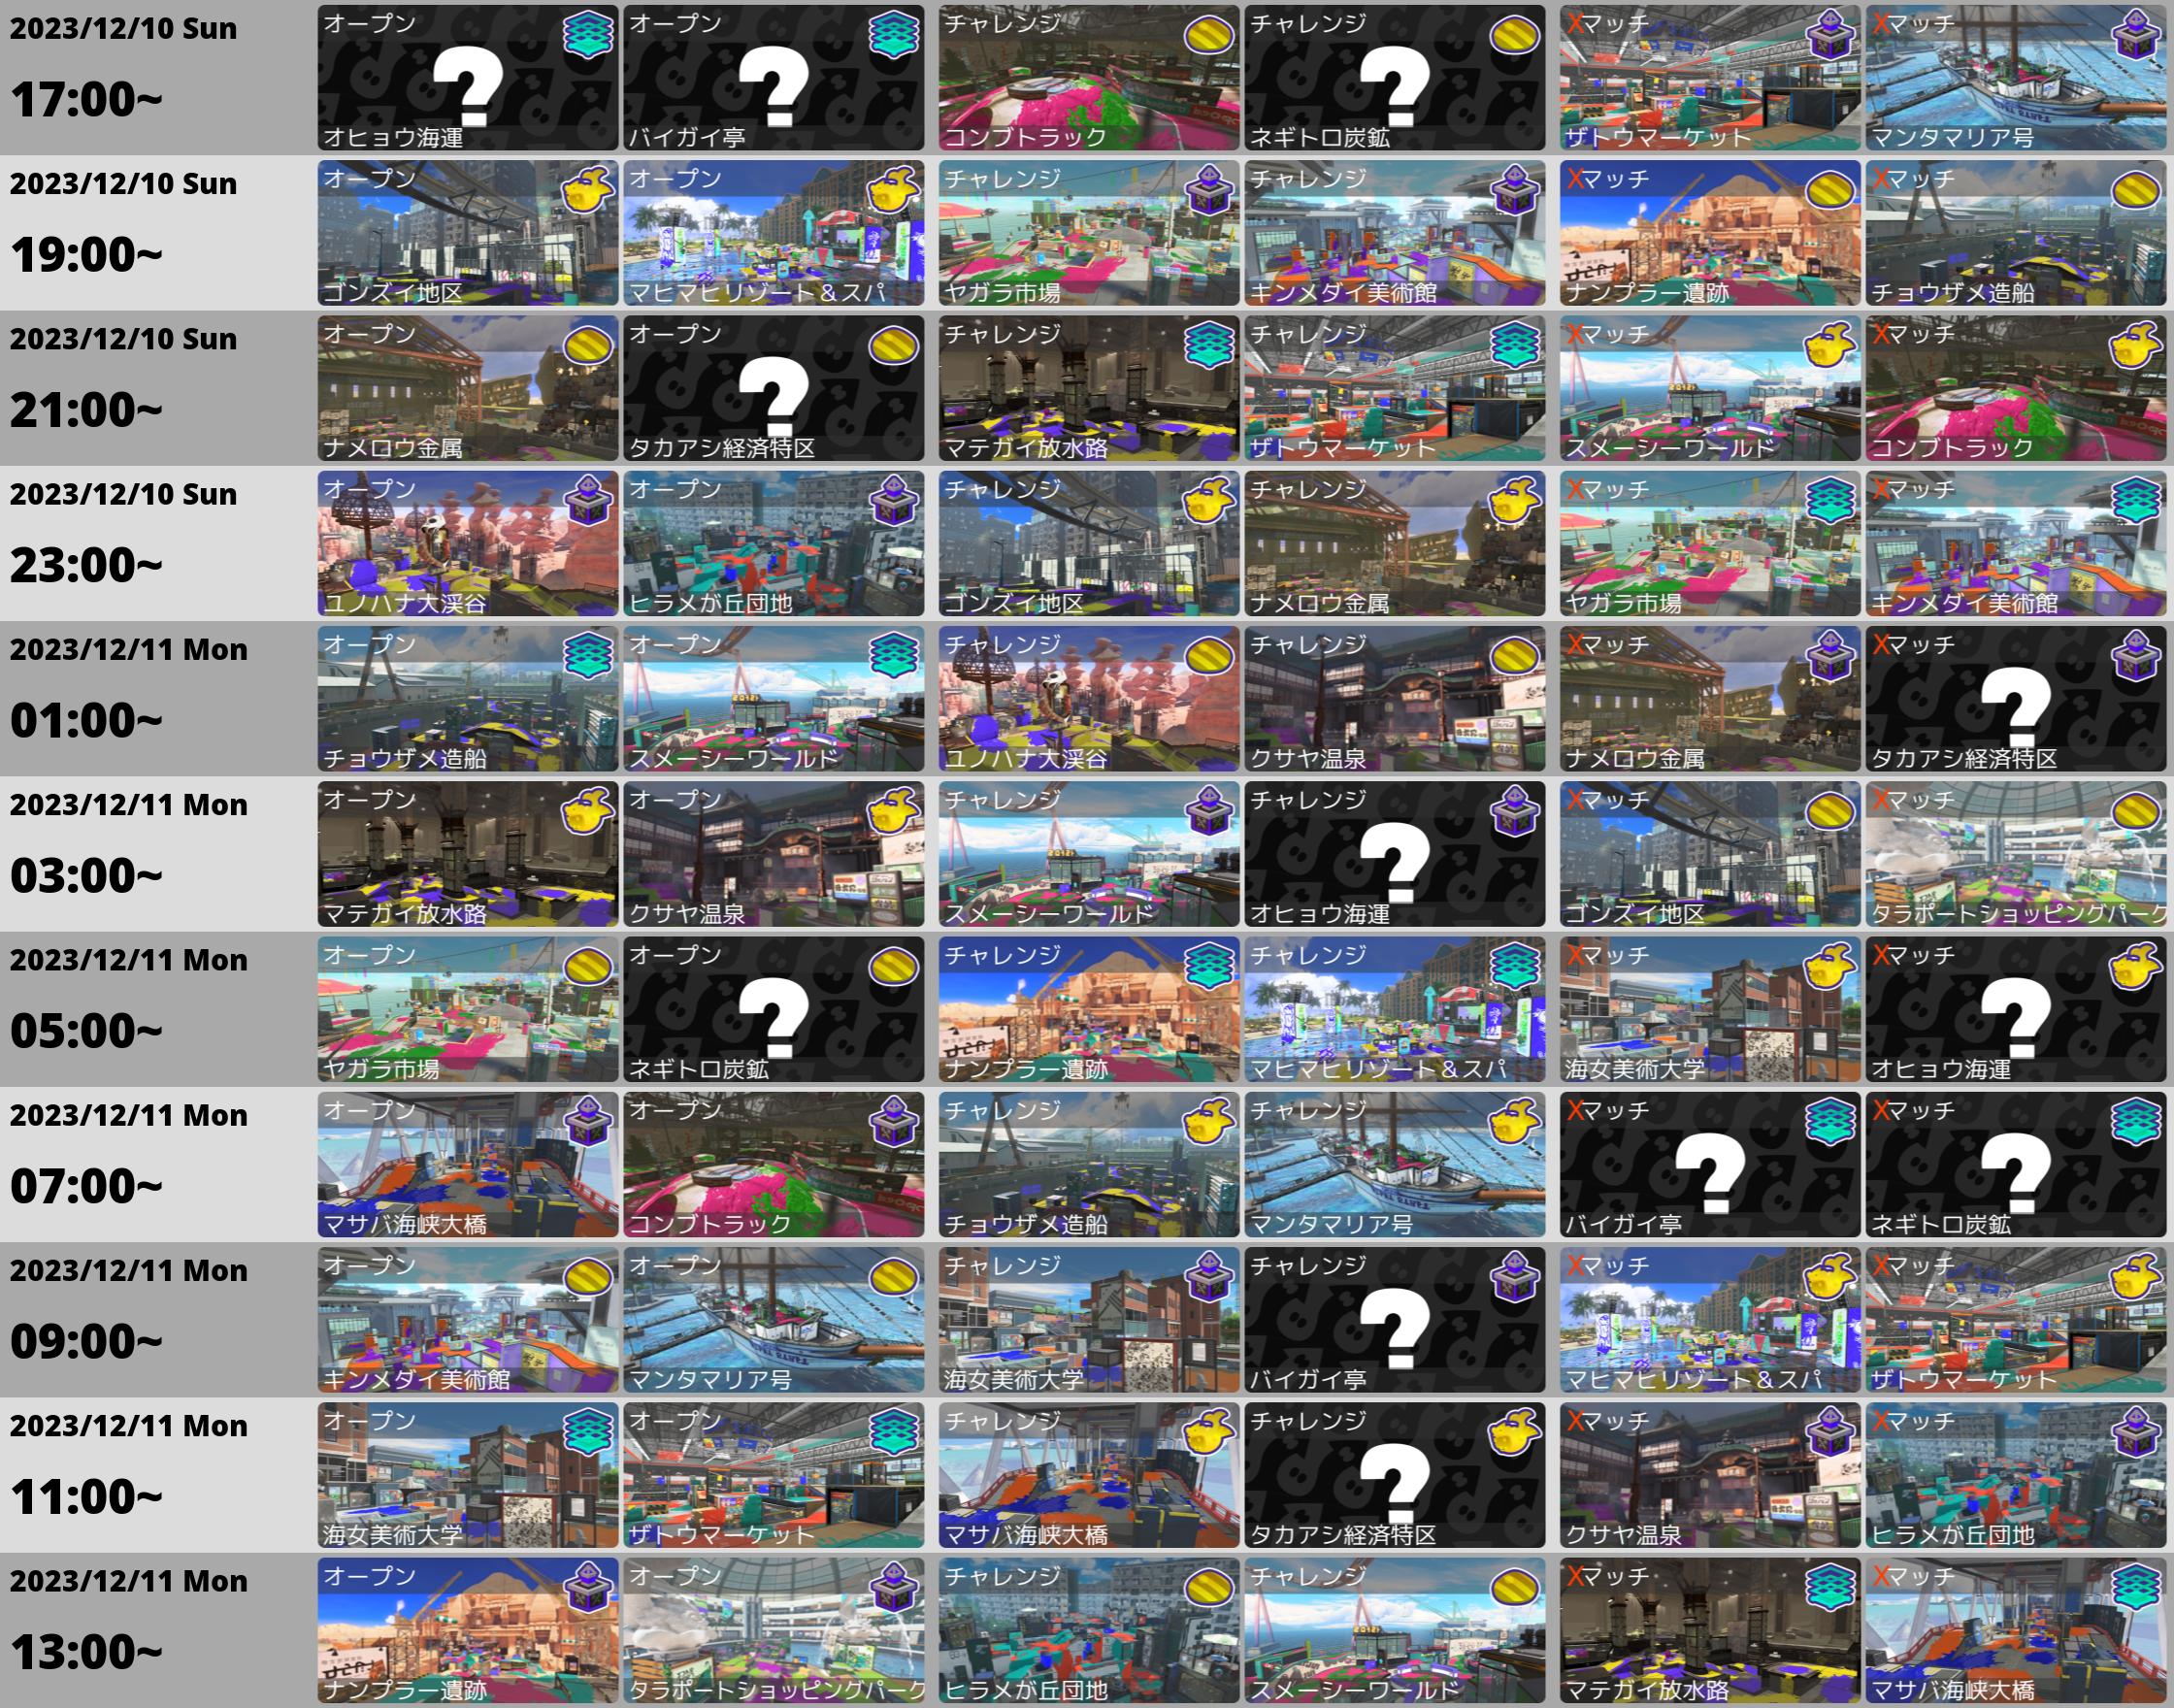 2023/12/10 Sun
17:00~
オープン
オヒョウ海運
オープン
バイガイ亭
チャレンジ
コンブトラック
チャレンジ
ネギトロ炭鉱
Xマッチ
ザトウマーケット
Xマッチ
マンタマリア号
2023/12/10 Sun
19:00~
オープン
ゴンズイ地区
オープン
マヒマヒリゾート＆スパ
チャレンジ
ヤガラ市場
チャレンジ
キンメダイ美術館
Xマッチ
ナンプラー遺跡
Xマッチ
チョウザメ造船
2023/12/10 Sun
21:00~
オープン
ナメロウ金属
オープン
タカアシ経済特区
チャレンジ
マテガイ放水路
チャレンジ
ザトウマーケット
Xマッチ
スメーシーワールド
Xマッチ
コンブトラック
2023/12/10 Sun
23:00~
オープン
ユノハナ大渓谷
オープン
ヒラメが丘団地
チャレンジ
ゴンズイ地区
チャレンジ
ナメロウ金属
Xマッチ
ヤガラ市場
Xマッチ
キンメダイ美術館
2023/12/11 Mon
01:00~
オープン
チョウザメ造船
オープン
スメーシーワールド
チャレンジ
ユノハナ大渓谷
チャレンジ
クサヤ温泉
Xマッチ
ナメロウ金属
Xマッチ
タカアシ経済特区
2023/12/11 Mon
03:00~
オープン
マテガイ放水路
オープン
クサヤ温泉
チャレンジ
スメーシーワールド
チャレンジ
オヒョウ海運
Xマッチ
ゴンズイ地区
Xマッチ
タラポートショッピングパーク
2023/12/11 Mon
05:00~
オープン
ヤガラ市場
オープン
ネギトロ炭鉱
チャレンジ
ナンプラー遺跡
チャレンジ
マヒマヒリゾート＆スパ
Xマッチ
海女美術大学
Xマッチ
オヒョウ海運
2023/12/11 Mon
07:00~
オープン
マサバ海峡大橋
オープン
コンブトラック
チャレンジ
チョウザメ造船
チャレンジ
マンタマリア号
Xマッチ
バイガイ亭
Xマッチ
ネギトロ炭鉱
2023/12/11 Mon
09:00~
オープン
キンメダイ美術館
オープン
マンタマリア号
チャレンジ
海女美術大学
チャレンジ
バイガイ亭
Xマッチ
マヒマヒリゾート＆スパ
Xマッチ
ザトウマーケット
2023/12/11 Mon
11:00~
オープン
海女美術大学
オープン
ザトウマーケット
チャレンジ
マサバ海峡大橋
チャレンジ
タカアシ経済特区
Xマッチ
クサヤ温泉
Xマッチ
ヒラメが丘団地
2023/12/11 Mon
13:00~
オープン
ナンプラー遺跡
オープン
タラポートショッピングパーク
チャレンジ
ヒラメが丘団地
チャレンジ
スメーシーワールド
Xマッチ
マテガイ放水路
Xマッチ
マサバ海峡大橋